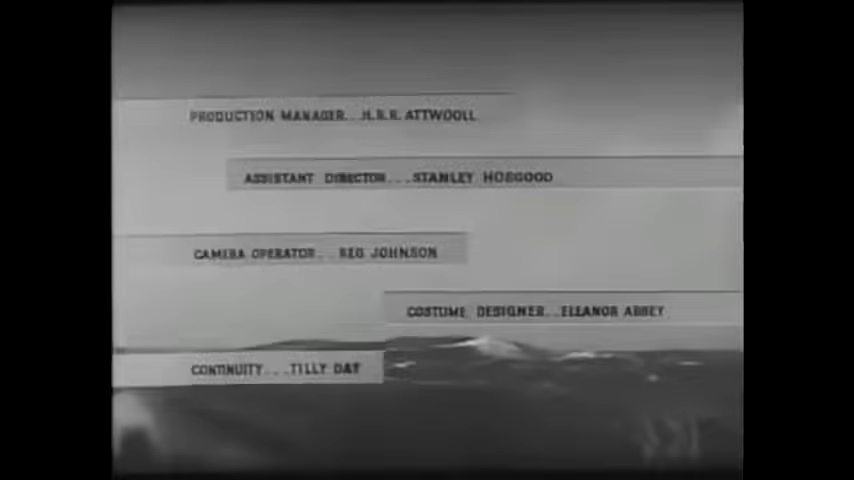 PRODUCTION MANAGER...H.B.R. ATTWOOLL
ASSISTANT DIRECTOR...STANLEY HOSGOOD
CAMERA OPERATOR...REG JOHNSON
COSTUME DESIGNER...ELEANOR ABBEY
CONTINUITY...TILLY DAY